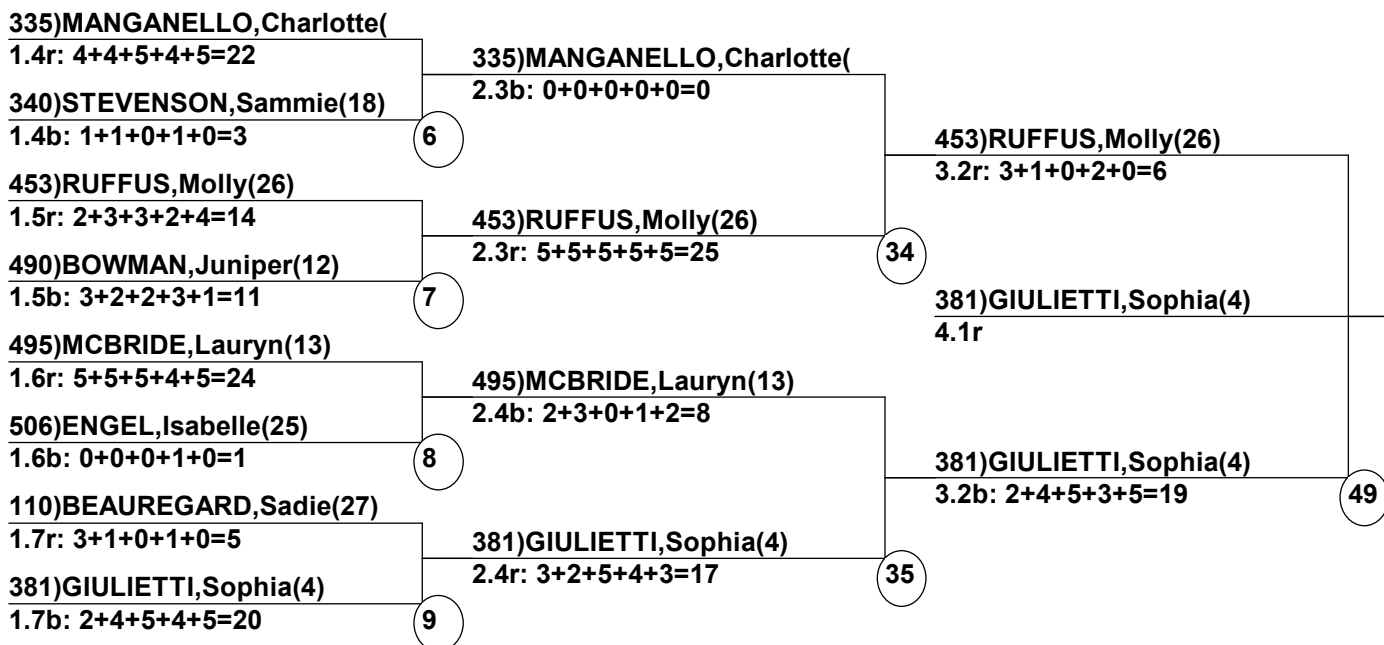 335)MANGANELLO,Charlotte(
1.4r: 4+4+5+4+5=22
340)STEVENSON,Sammie(18)
1.4b: 1+1+0+1+0=3
6
453)RUFFUS,Molly(26)
1.5r: 2+3+3+2+4=14
490)BOWMAN,Juniper(12)
1.5b: 3+2+2+3+1=11
7
495)MCBRIDE,Lauryn(13)
1.6r: 5+5+5+4+5=24
506)ENGEL,Isabelle(25)
1.6b: 0+0+0+1+0=1
8
110)BEAUREGARD,Sadie(27)
1.7r: 3+1+0+1+0=5
381)GIULIETTI,Sophia(4)
1.7b: 2+4+5+4+5=20
9
335)MANGANELLO,Charlotte(
2.3b: 0+0+0+0+0=0
453)RUFFUS,Molly(26)
2.3r: 5+5+5+5+5=25
34
495)MCBRIDE,Lauryn(13)
2.4b: 2+3+0+1+2=8
381)GIULIETTI,Sophia(4)
2.4r: 3+2+5+4+3=17
35
453)RUFFUS,Molly(26)
3.2r: 3+1+0+2+0=6
381)GIULIETTI,Sophia(4)
4.1r
381)GIULIETTI,Sophia(4)
3.2b: 2+4+5+3+5=19
49